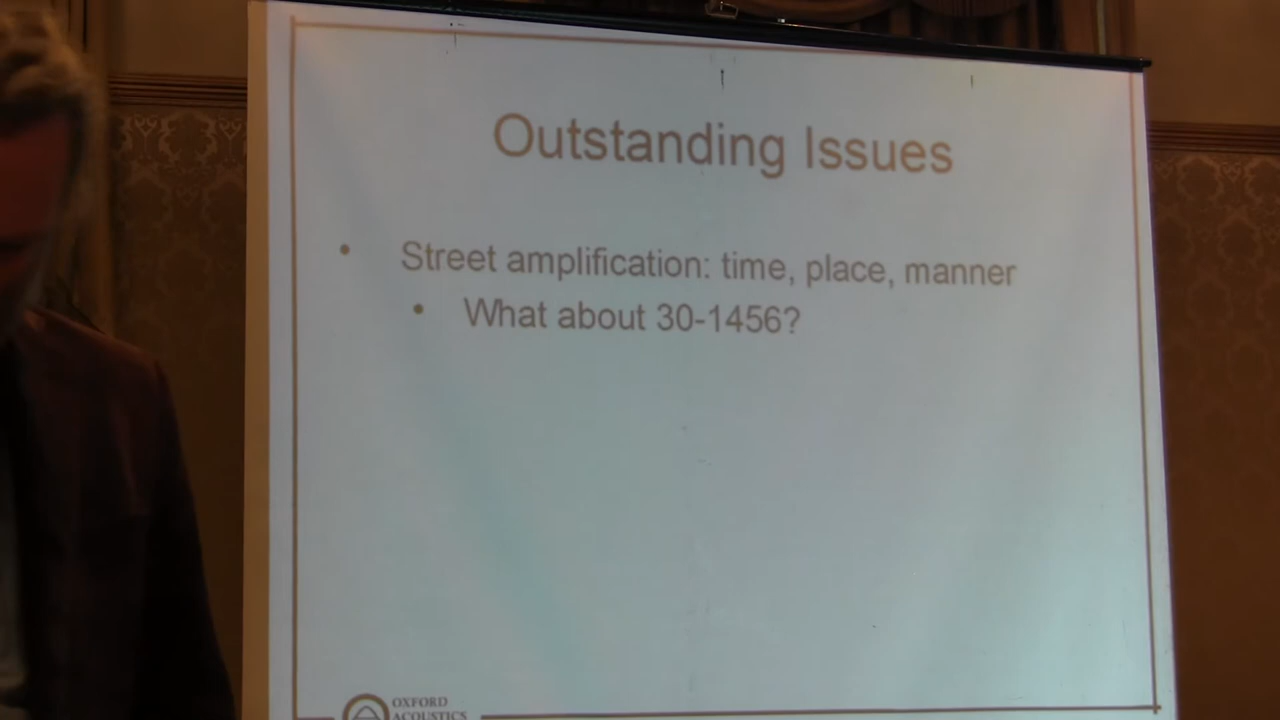 Outstanding Issues
• Street amplification: time, place, manner
• What about 30-1456?
OXFORD
ACOUSTICS